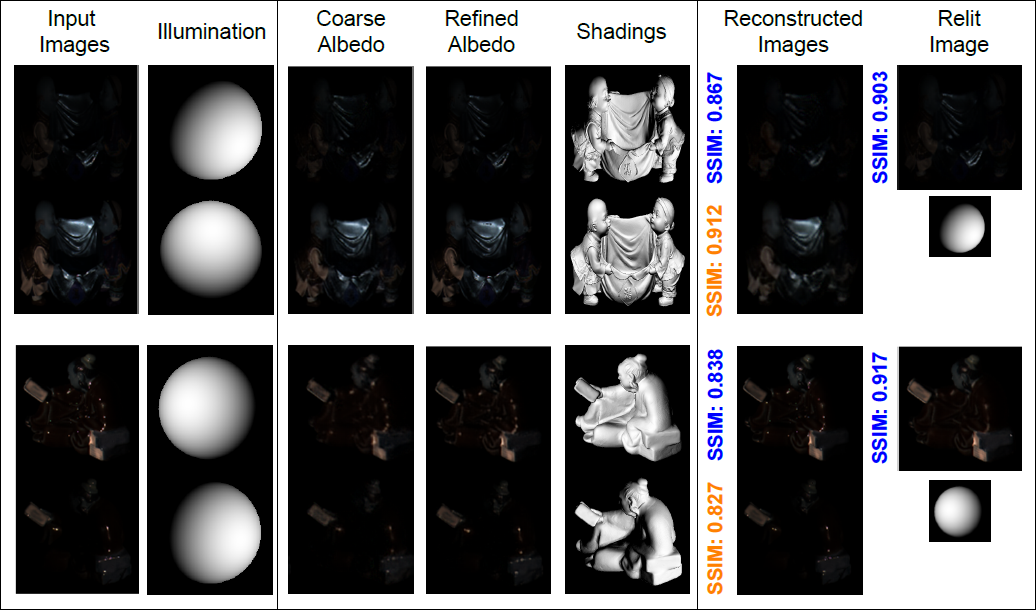 Input
Images
Illumination
Coarse
Albedo
Refined
Albedo
Shadings
Reconstructed
Images
Relit
Image
SSIM: 0.867
SSIM: 0.903
SSIM: 0.912
SSIM: 0.838
SSIM: 0.917
SSIM: 0.827